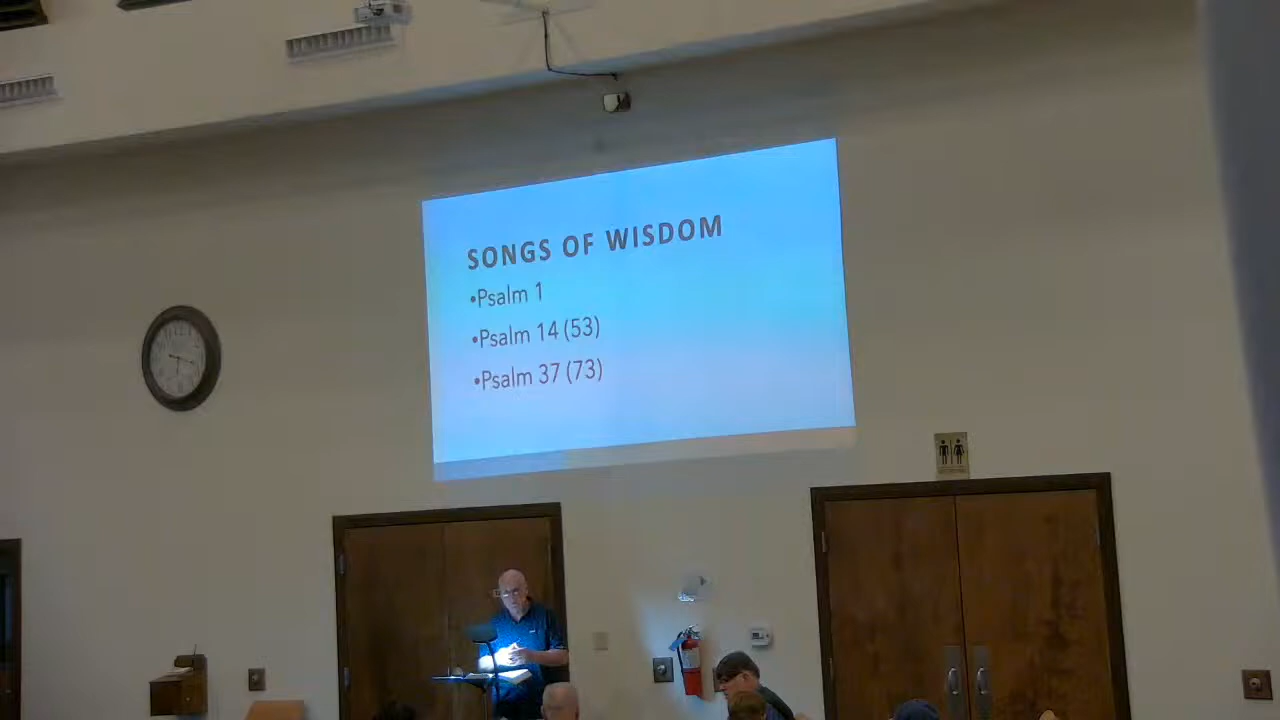 SONGS OF WISDOM
•Psalm 1
•Psalm 14 (53)
•Psalm 37 (73)